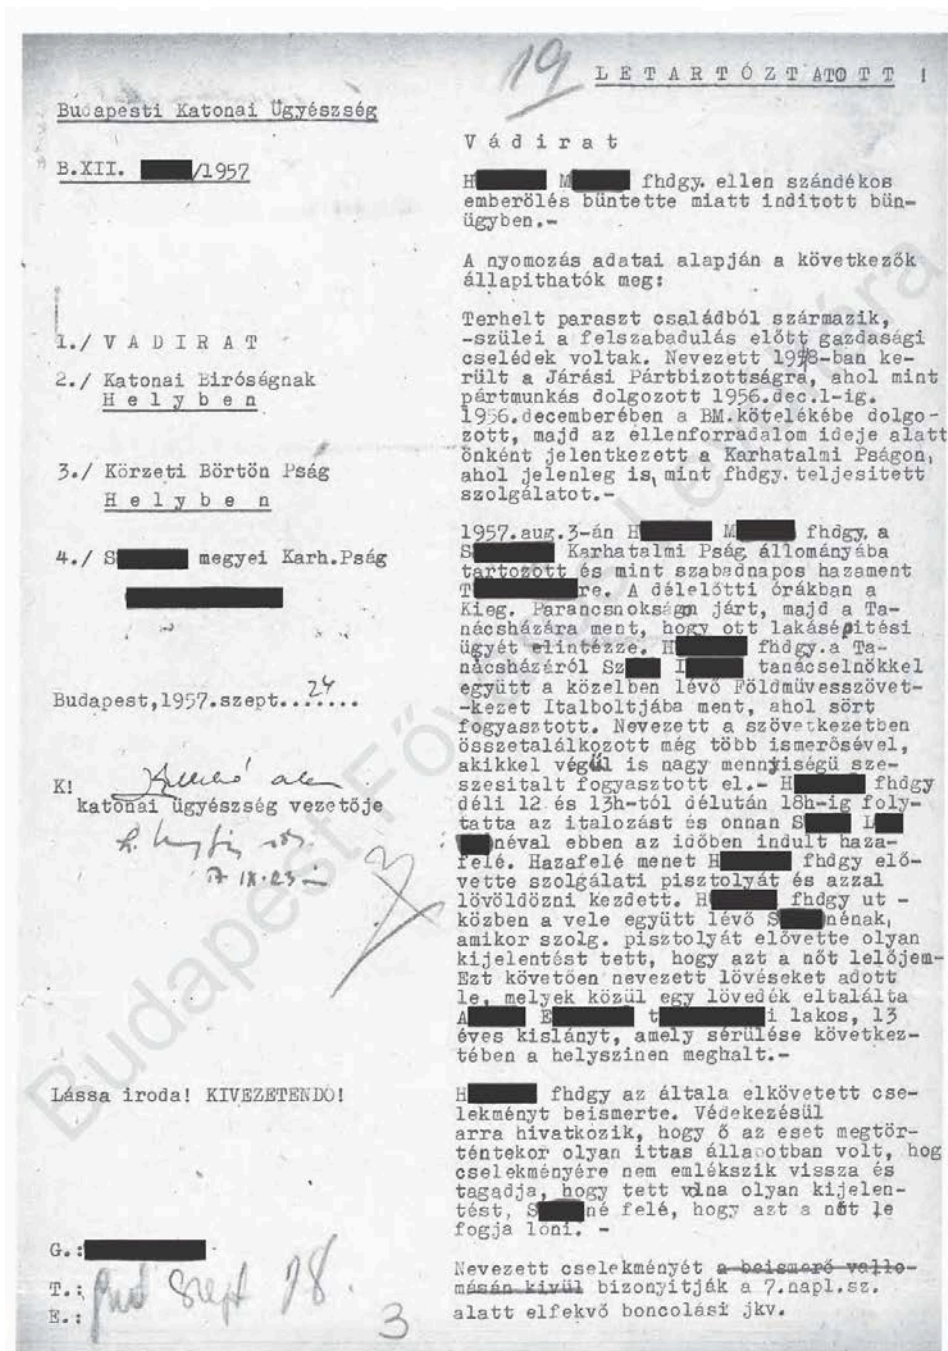 19
LETARTÓZTATOTT !
Budapesti Katonai Ügyészség
B.XII. /1957
1./ V Á D I R A T
2./ Katonai Biróságnak
H e l y b e n
3./ Körzeti Börtön Pság
H e l y b e n
4./ S megyei Karh.Pság
Budapest,1957.szept...24....
K!
katonai ügyészség vezetője
Lássa iroda! KIVEZETENDŐ!
G.:
T.: Szept 28.
E.:
3
V á d i r a t
H M fhdgy. ellen szándékos
emberölés büntette miatt inditott bün-
ügyben.-
A nyomozás adatai alapján a következők
állapithatók meg:
Terhelt paraszt családból származik,
-szülei a felszabadulás előtt gazdasági
cselédek voltak. Nevezett -ban ke-
rült a Járási Pártbizottságra, ahol mint
pártmunkás dolgozott 1956.dec.1-ig.
1956.decemberében a BM.kötelékébe dolgo-
zott, majd az ellenforradalom ideje alatt
önként jelentkezett a Karhatalmi Pságon,
ahol jelenleg is, mint fhdgy. teljesitett
szolgálatot.-
1957.aug.3-án H M fhdgy. a
S Karhatalmi Pság állományába
tartozott és mint szabadnapos hazament
T re. A délelőtti órákban a
Kieg. Parancsnokságon járt, majd a Ta-
nácsházára ment, hogy ott lakásépitési
ügyét elintézze. H fhdgy.a Ta-
nácsházáról Sz I tanácselnökkel
együtt a közelben lévő Földmüvesszövet-
-kezet Italboltjába ment, ahol sört
fogyasztott. Nevezett a szövetkezetben
összetalálkozott még több ismerősével,
akikkel végül is nagy mennyiségü sze-
szesitalt fogyasztott el.- H fhdgy
déli 12 és 13h-tól délután 18h-ig foly-
tatta az italozást és onnan S L
néval ebben az időben indult haza-
felé. Hazafelé menet H fhdgy elő-
vette szolgálati pisztolyát és azzal
lövöldözni kezdett. H fhdgy ut -
közben a vele együtt lévő S nénak,
amikor szolg. pisztolyát elővette olyan
kijelentést tett, hogy azt a nőt lelőjem-
Ezt követően nevezett lövéseket adott
le, melyek közül egy lövedék eltalálta
A E t i lakos, 13
éves kislányt, amely sérülése következ-
tében a helyszinen meghalt.-
H fhdgy az általa elkövetett cse-
lekményt beismerte. Védekezésül
arra hivatkozik, hogy ő az eset megtör-
téntekor olyan ittas állapotban volt, hog
cselekményére nem emlékszik vissza és
tagadja, hogy tett volna olyan kijelen-
tést, S né felé, hogy azt a nőt le
fogja lőni. -
Nevezett cselekményét a beismerő vallo-
másán kivül bizonyitják a 7.napl.sz.
alatt elfekvő boncolási jkv.
Budapest Főváros Levéltára